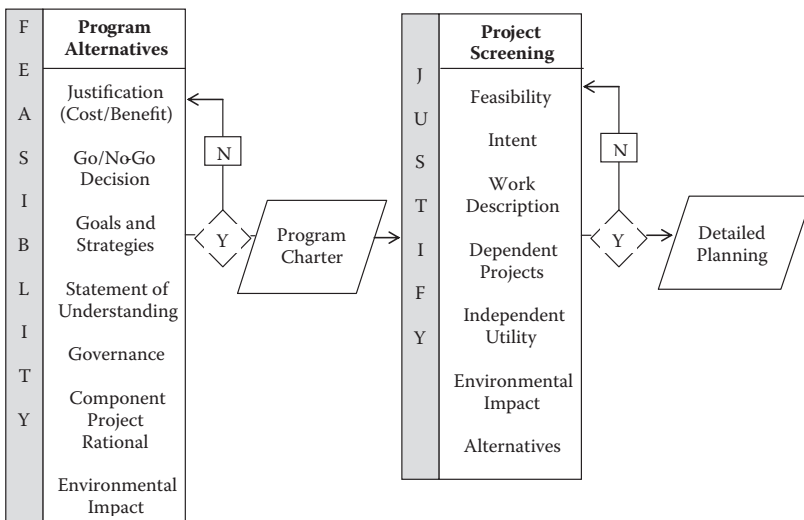 F
E
A
S
I
B
L
I
T
Y
Program
Alternatives
Justification
(Cost/Benefit)
Go/No-Go
Decision
Goals and
Strategies
Statement of
Understanding
Governance
Component
Project
Rational
Environmental
Impact
N
Y
Program
Charter
J
U
S
T
I
F
Y
Project
Screening
Feasibility
Intent
Work
Description
Dependent
Projects
Independent
Utility
Environmental
Impact
Alternatives
N
Y
Detailed
Planning